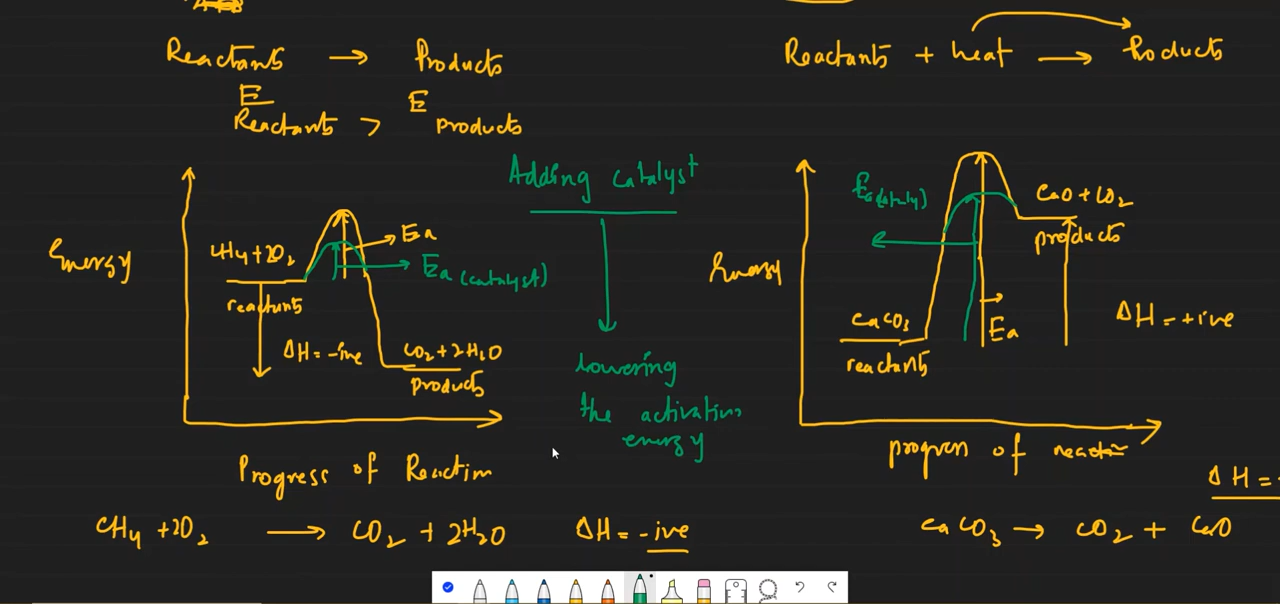 Reactants → Products
E Reactants > E products
Reactants + heat → Products
Adding catalyst
lowering
the activation
energy
Energy
CH4+2O2
reactants
Ea
Ea (catalyst)
ΔH = -ive
CO2 + 2H2O
products
Progress of Reaction
CH4 + 2O2 → CO2 + 2H2O ΔH = -ive
Energy
CaCO3
reactants
Ea
CaO + CO2
products
ΔH = +ive
progress of reaction
ΔH =
CaCO3 → CO2 + CaO